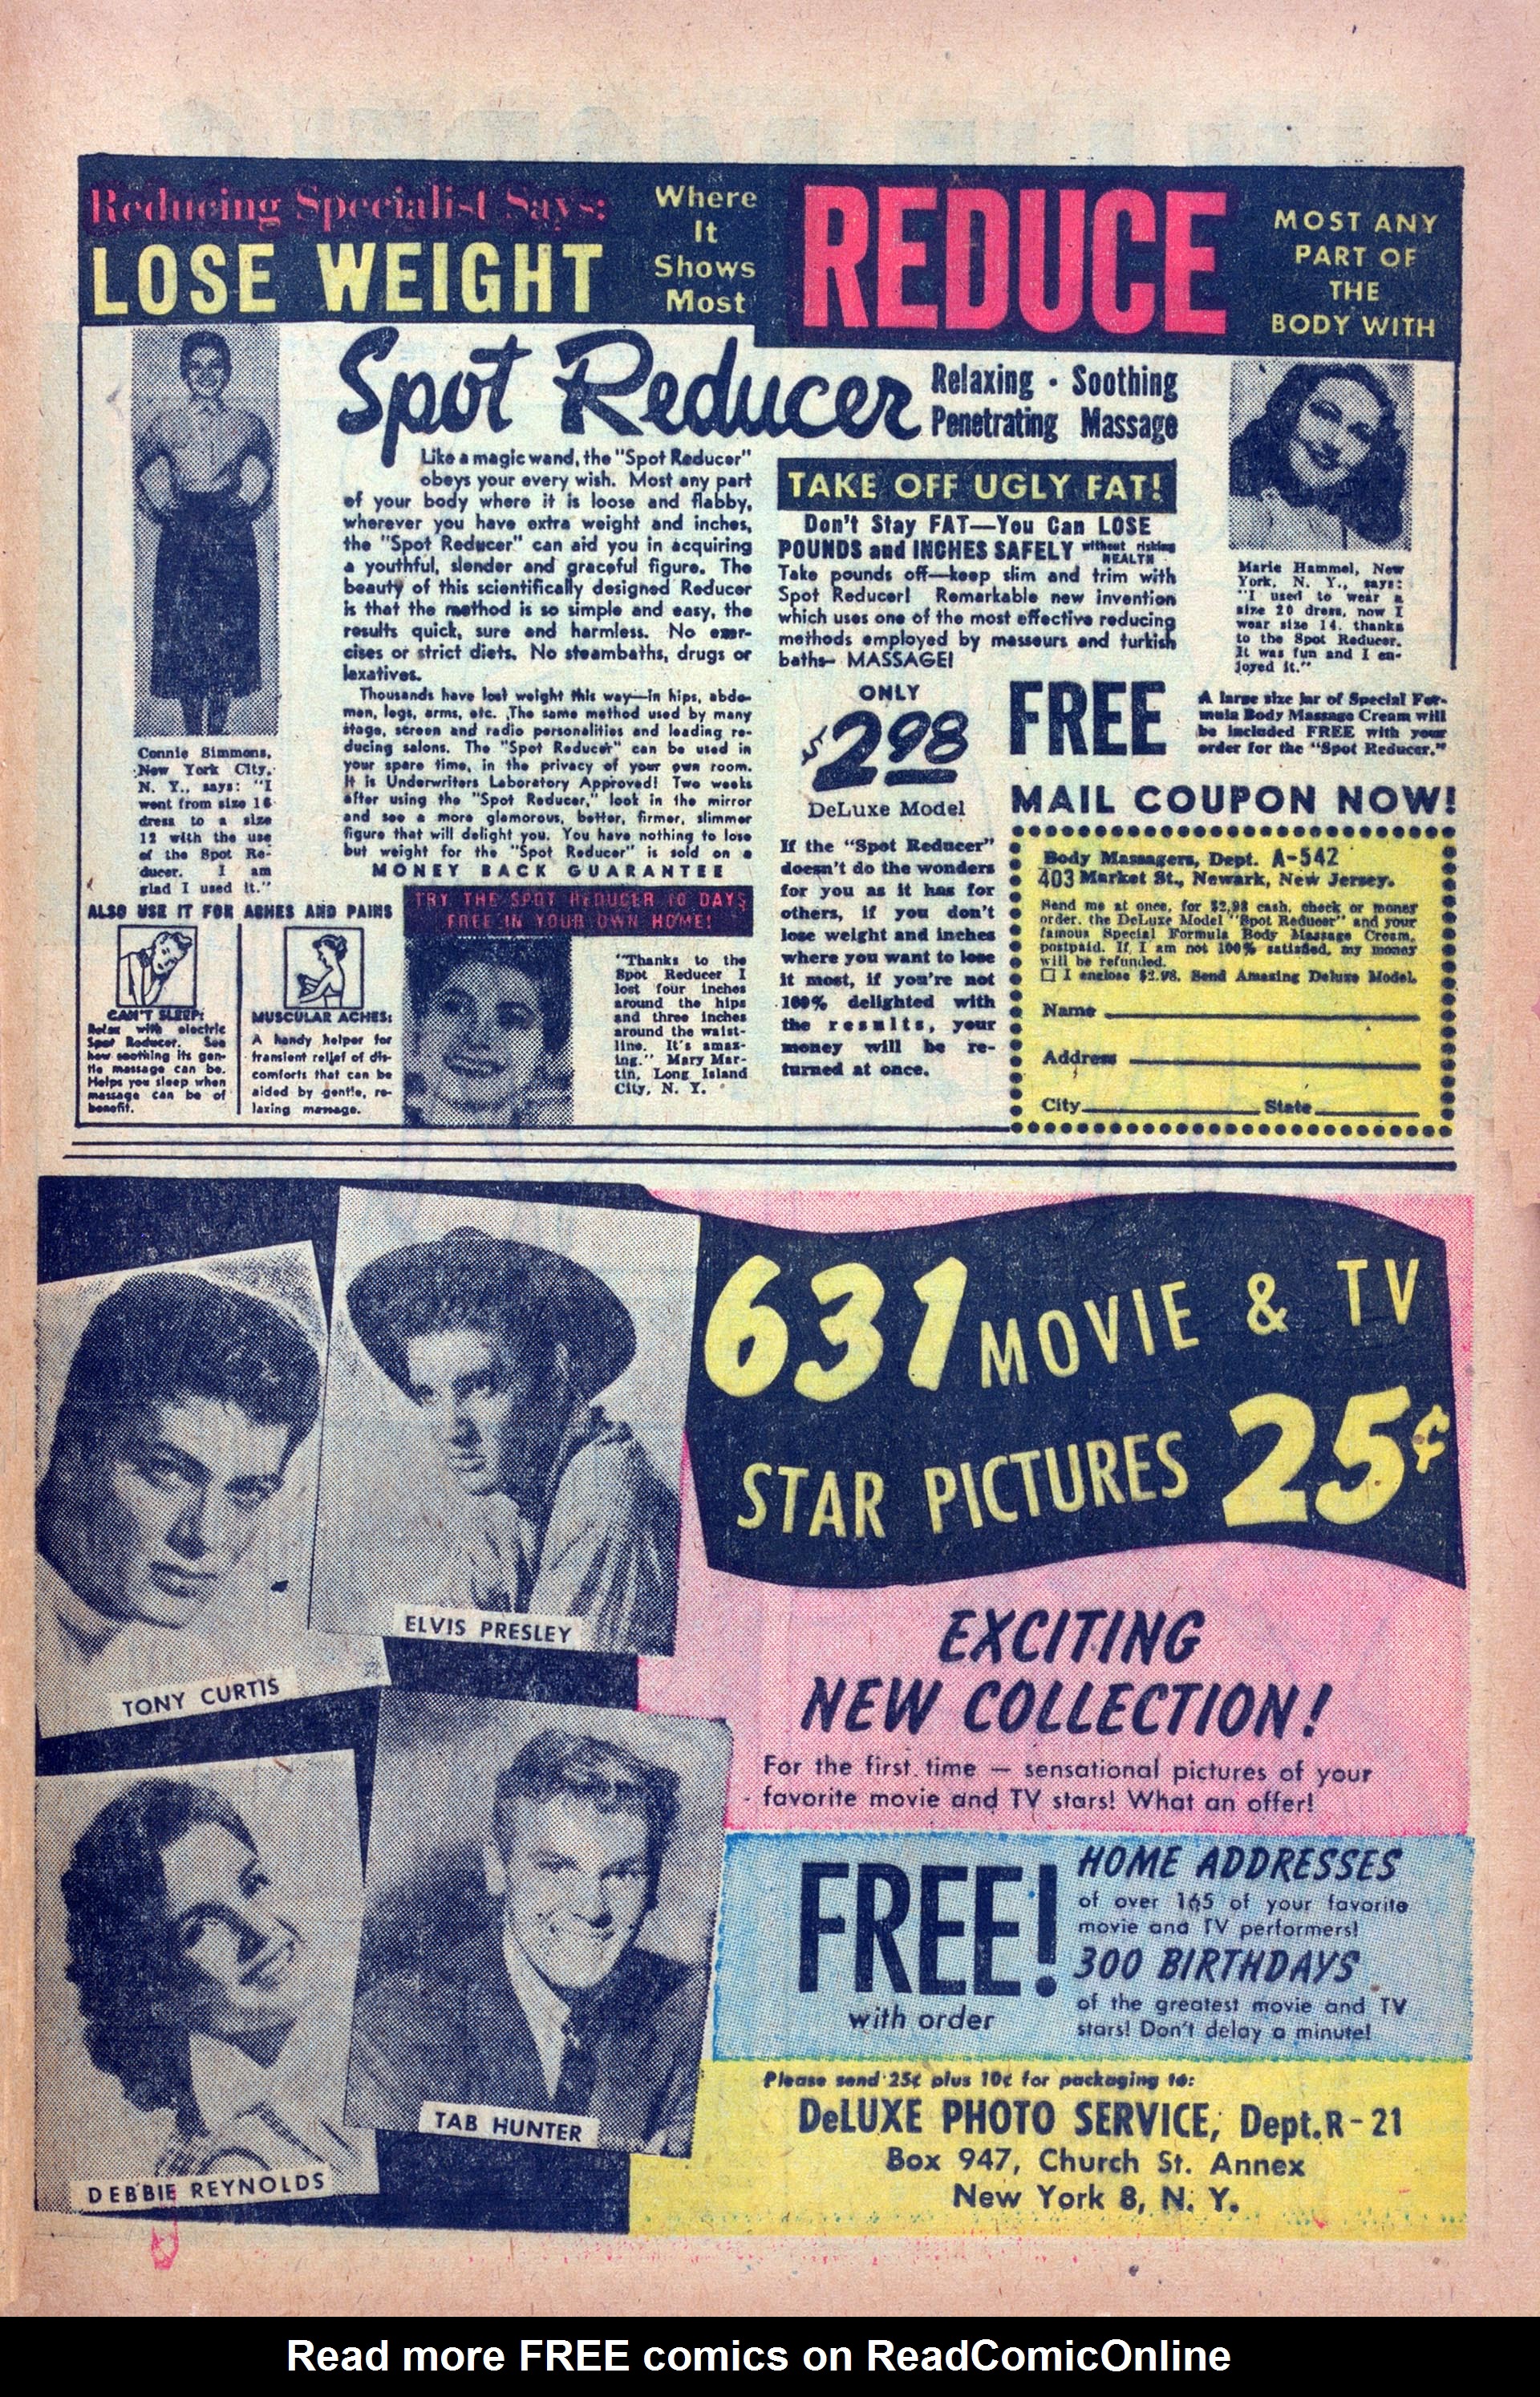 Reducing Specialist Says:
LOSE WEIGHT
Where
It
Shows
Most
REDUCE
MOST ANY
PART OF
THE
BODY WITH
Spot Reducer
Relaxing · Soothing
Penetrating Massage
Like a magic wand, the "Spot Reducer"
obeys your every wish. Most any part
of your body where it is loose and flabby,
wherever you have extra weight and inches,
the "Spot Reducer" can aid you in acquiring
a youthful, slender and graceful figure. The
beauty of this scientifically designed Reducer
is that the method is so simple and easy, the
results quick, sure and harmless. No exer-
cises or strict diets. No steambaths, drugs or
laxatives.
Thousands have lost weight this way—in hips, abdo-
men, legs, arms, etc. The same method used by many
stage, screen and radio personalities and leading re-
ducing salons. The "Spot Reducer" can be used in
your spare time, in the privacy of your own room.
It is Underwriters Laboratory Approved! Two weeks
after using the "Spot Reducer," look in the mirror
and see a more glamorous, better, firmer, slimmer
figure that will delight you. You have nothing to lose
but weight for the "Spot Reducer" is sold on a
MONEY BACK GUARANTEE
TRY THE SPOT REDUCER 10 DAYS
FREE IN YOUR OWN HOME!
"Thanks to the
Spot Reducer I
lost four inches
around the hips
and three inches
around the waist-
line. It's amaz-
ing." Mary Mar-
tin, Long Island
City, N. Y.
Connie Simmons,
New York City,
N. Y., says: "I
went from size 16
dress to a size
12 with the use
of the Spot Re-
ducer. I am
glad I used it."
ALSO USE IT FOR ACHES AND PAINS
CAN'T SLEEP:
Relax with electric
Spot Reducer. See
how soothing its gen-
tle massage can be.
Helps you sleep when
massage can be of
benefit.
MUSCULAR ACHES:
A handy helper for
transient relief of dis-
comforts that can be
aided by gentle, re-
laxing massage.
TAKE OFF UGLY FAT!
Don't Stay FAT—You Can LOSE
POUNDS and INCHES SAFELY without risking HEALTH
Take pounds off—keep slim and trim with
Spot Reducer! Remarkable new invention
which uses one of the most effective reducing
methods employed by masseurs and turkish
baths— MASSAGE!
ONLY
$2.98
DeLuxe Model
If the "Spot Reducer"
doesn't do the wonders
for you as it has for
others, if you don't
lose weight and inches
where you want to lose
it most, if you're not
100% delighted with
the results, your
money will be re-
turned at once.
Marie Hammel, New
York, N. Y., says:
"I used to wear a
size 20 dress, now I
wear size 14, thanks
to the Spot Reducer.
It was fun and I en-
joyed it."
FREE
A large size jar of Special For-
mula Body Massage Cream will
be included FREE with your
order for the "Spot Reducer."
MAIL COUPON NOW!
Body Massagers, Dept. A-542
403 Market St., Newark, New Jersey.
Send me at once, for $2.98 cash, check or money
order, the DeLuxe Model "Spot Reducer" and your
famous Special Formula Body Massage Cream,
postpaid. If I am not 100% satisfied, my money
will be refunded.
☐ I enclose $2.98. Send Amazing Deluxe Model.
Name
Address
City State
631 MOVIE & TV
STAR PICTURES 25¢
TONY CURTIS
ELVIS PRESLEY
DEBBIE REYNOLDS
TAB HUNTER
EXCITING
NEW COLLECTION!
For the first time — sensational pictures of your
favorite movie and TV stars! What an offer!
FREE!
with order
HOME ADDRESSES
of over 165 of your favorite
movie and TV performers!
300 BIRTHDAYS
of the greatest movie and TV
stars! Don't delay a minute!
Please send 25¢ plus 10¢ for packaging to:
DeLUXE PHOTO SERVICE, Dept. R-21
Box 947, Church St. Annex
New York 8, N. Y.
Read more FREE comics on ReadComicOnline